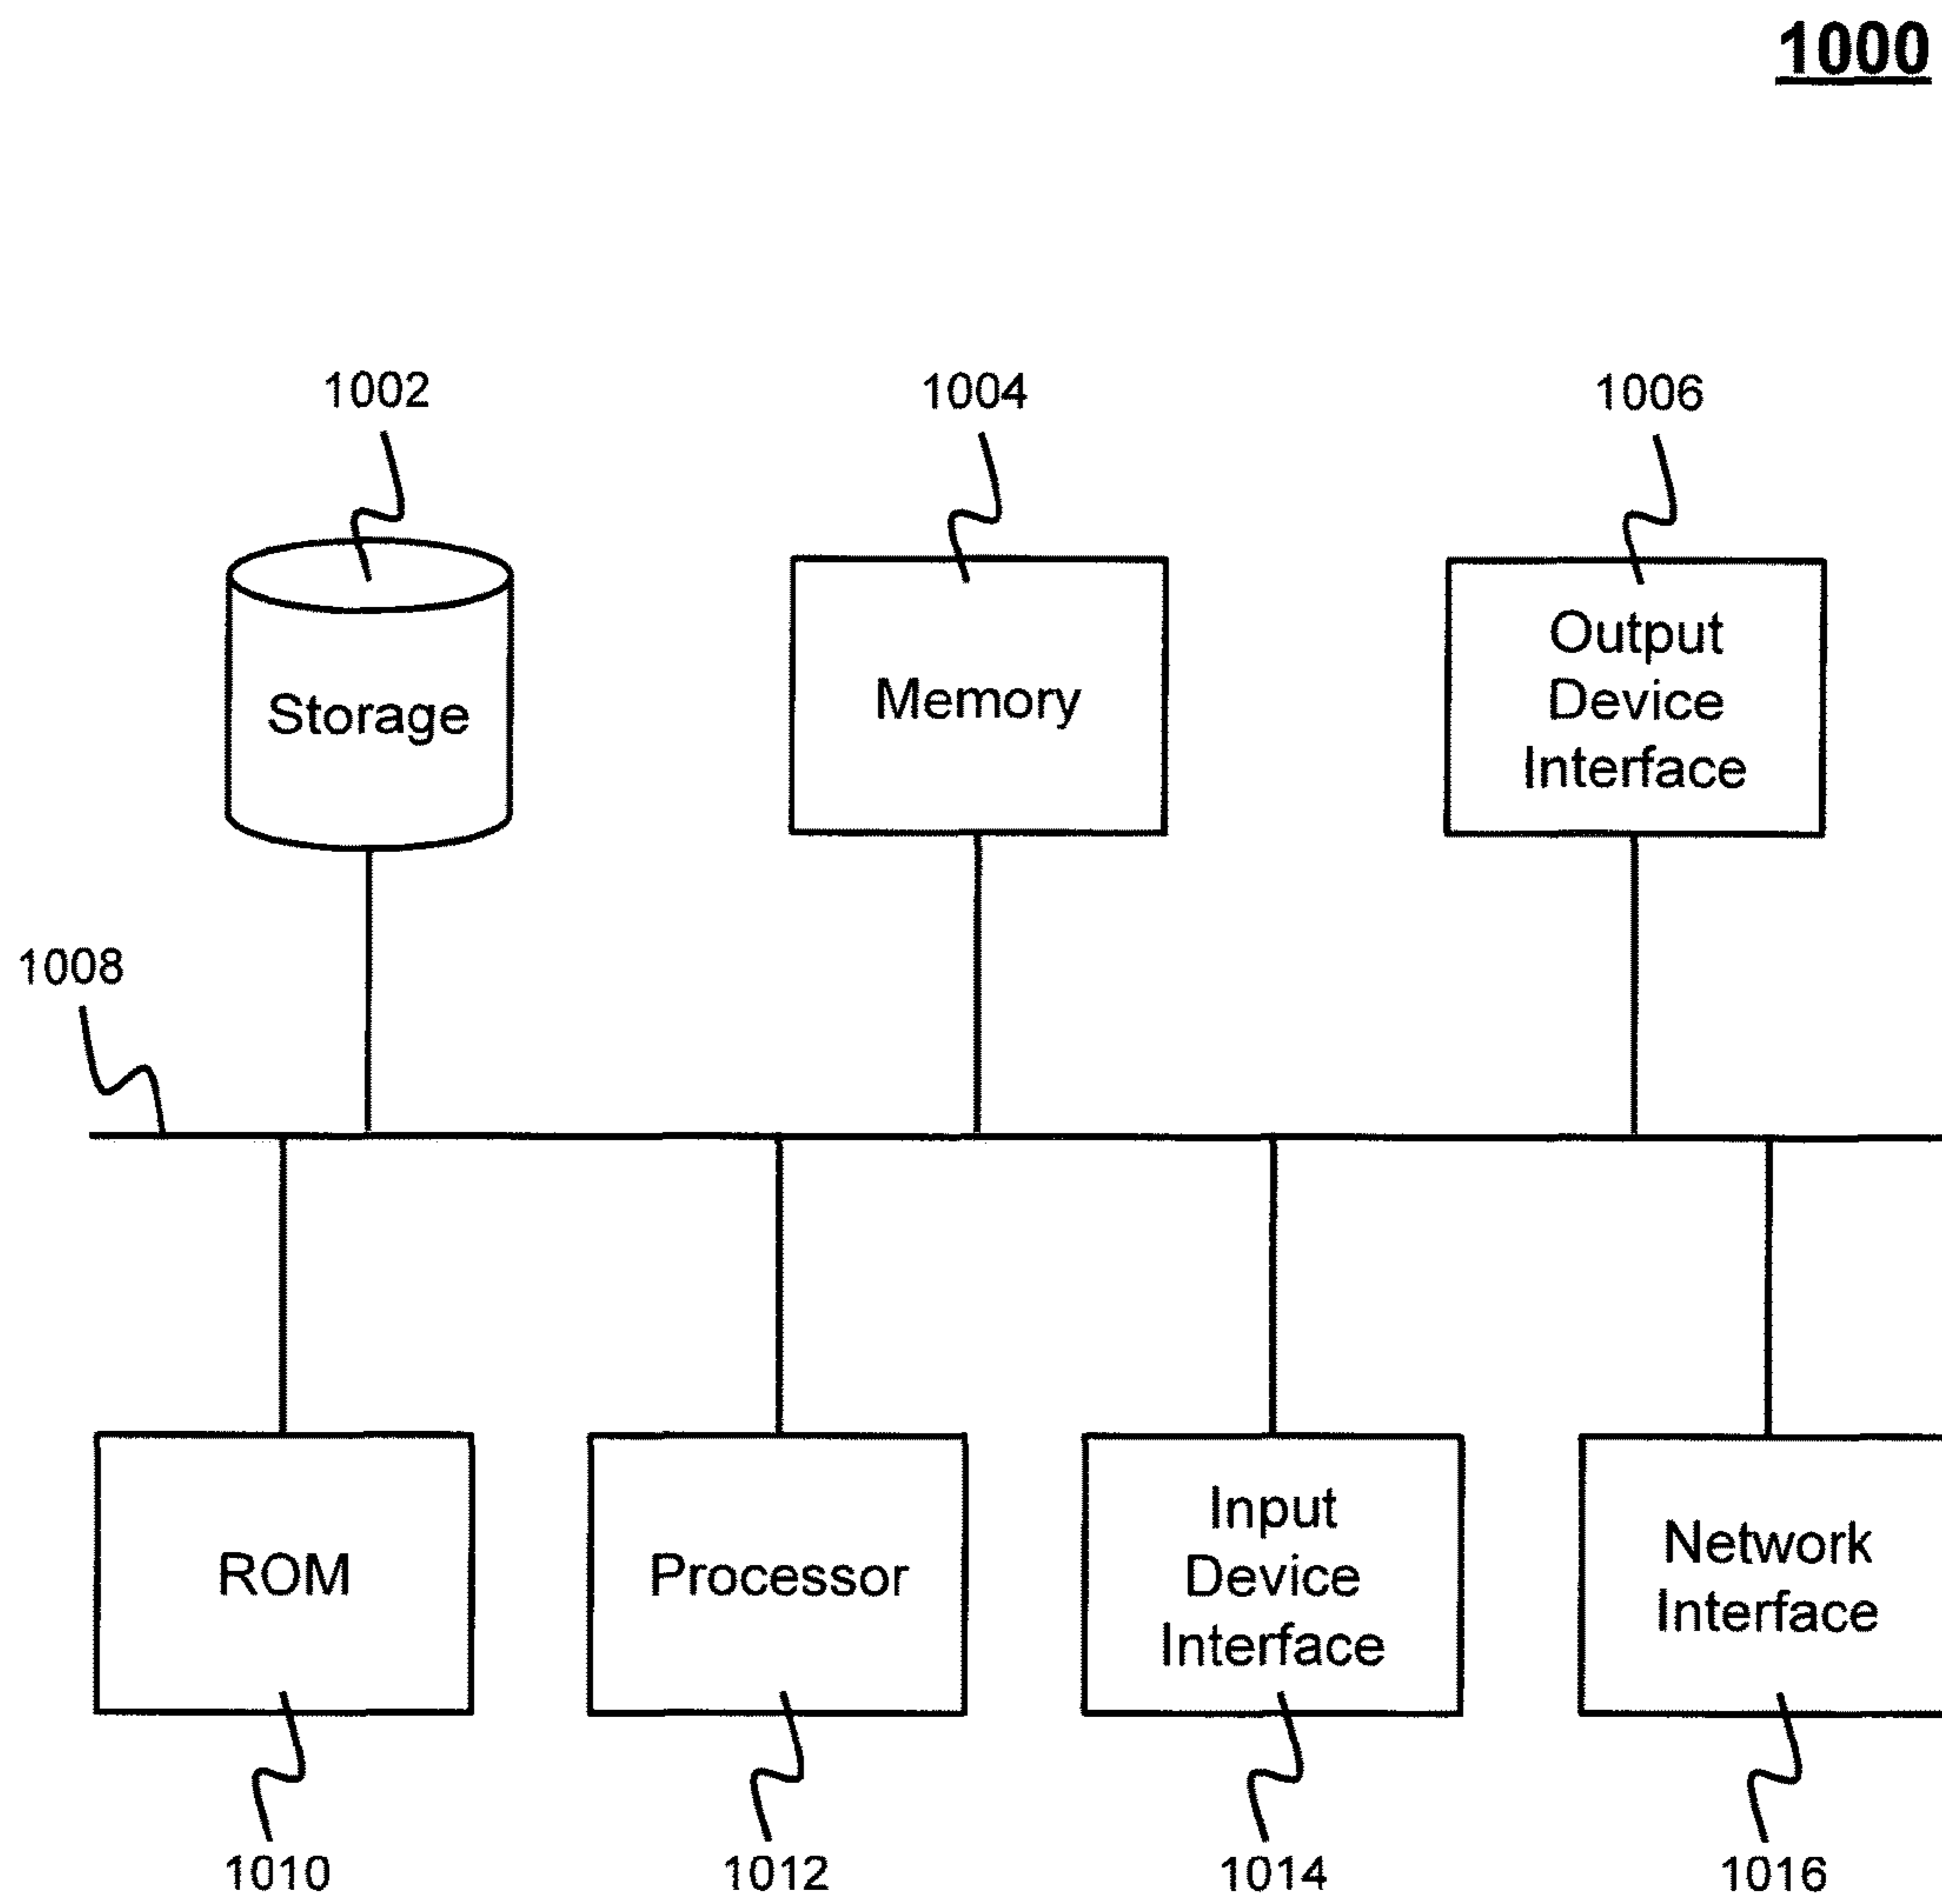 1000
1002
1004
1006
Storage
Memory
Output
Device
Interface
1008
ROM
Processor
Input
Device
Interface
Network
Interface
1010
1012
1014
1016